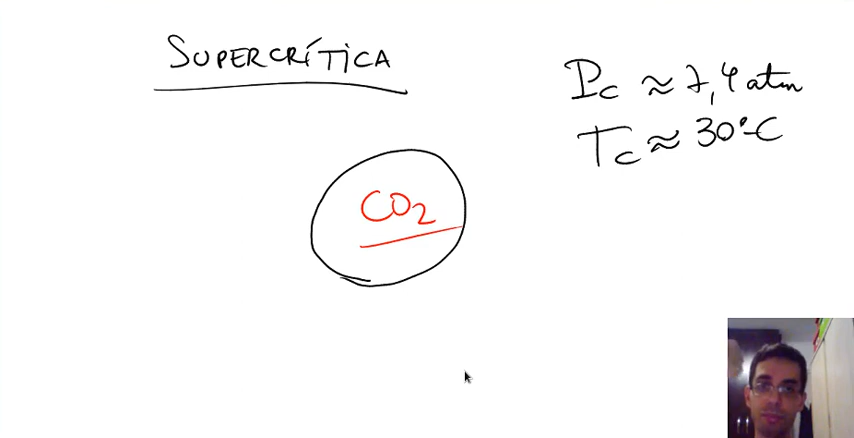 SUPERCRÍTICA
Pc ≈ 7,4 atm
Tc ≈ 30°C
CO2